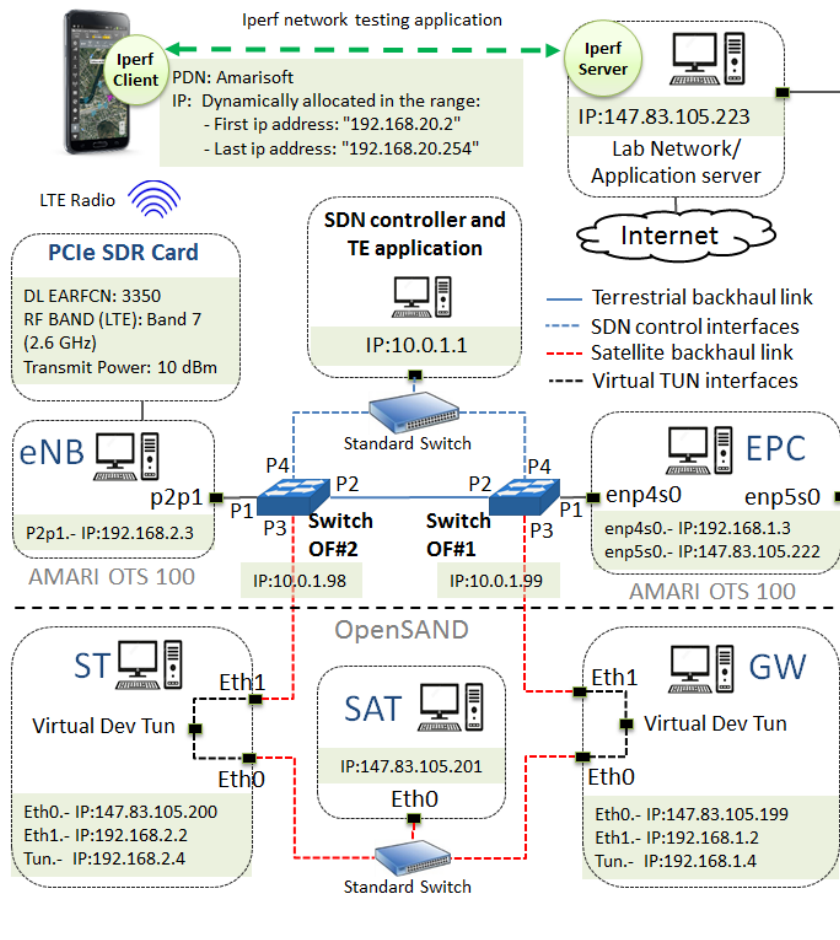 Iperf network testing application
Iperf
Client
Iperf
Server
PDN: Amarisoft
IP:  Dynamically allocated in the range:
- First ip address: "192.168.20.2"
- Last ip address: "192.168.20.254"
IP:147.83.105.223
Lab Network/
Application server
LTE Radio
Internet
SDN controller and
TE application
IP:10.0.1.1
PCIe SDR Card
DL EARFCN: 3350
RF BAND (LTE): Band 7
(2.6 GHz)
Transmit Power: 10 dBm
Terrestrial backhaul link
SDN control interfaces
Satellite backhaul link
Virtual TUN interfaces
Standard Switch
eNB
p2p1
P2p1.- IP:192.168.2.3
AMARI OTS 100
P4
P2
P1
P3
Switch
OF#2
IP:10.0.1.98
P4
P2
P1
P3
Switch
OF#1
IP:10.0.1.99
EPC
enp4s0
enp5s0
enp4s0.- IP:192.168.1.3
enp5s0.- IP:147.83.105.222
AMARI OTS 100
OpenSAND
ST
Eth1
Virtual Dev Tun
Eth0
Eth0.- IP:147.83.105.200
Eth1.- IP:192.168.2.2
Tun.-  IP:192.168.2.4
SAT
IP:147.83.105.201
Eth0
Standard Switch
GW
Eth1
Virtual Dev Tun
Eth0
Eth0.- IP:147.83.105.199
Eth1.- IP:192.168.1.2
Tun.-  IP:192.168.1.4